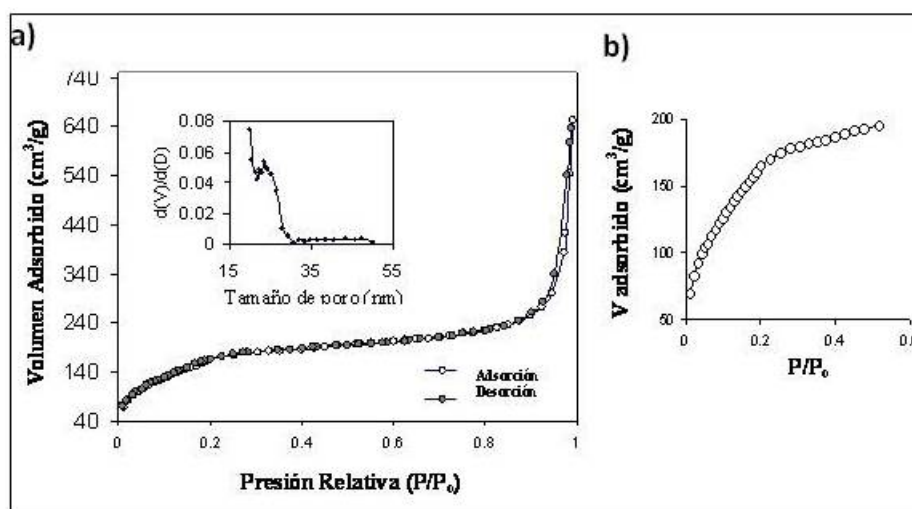 a)
740
640
540
440
340
240
140
40
Volumen Adsorbido (cm³/g)
0 0.2 0.4 0.6 0.8 1
Presión Relativa (P/P₀)
0.08
0.06
0.04
0.02
0
d(V)/d(D)
15 35 55
Tamaño de poro (nm)
Adsorción
Desorción
b)
200
150
100
50
V adsorbido (cm³/g)
0 0.2 0.4 0.6
P/P₀